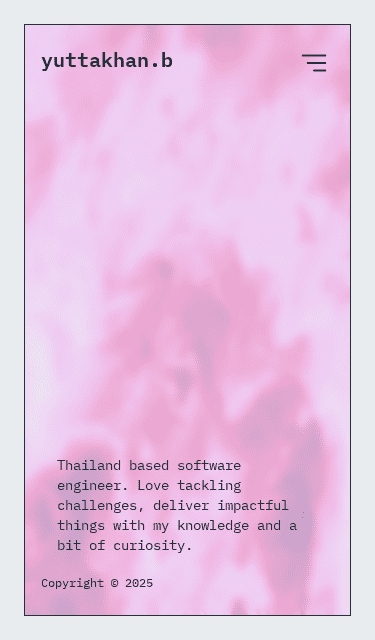 yuttakhan.b
Thailand based software
engineer. Love tackling
challenges, deliver impactful
things with my knowledge and a
bit of curiosity.
Copyright © 2025